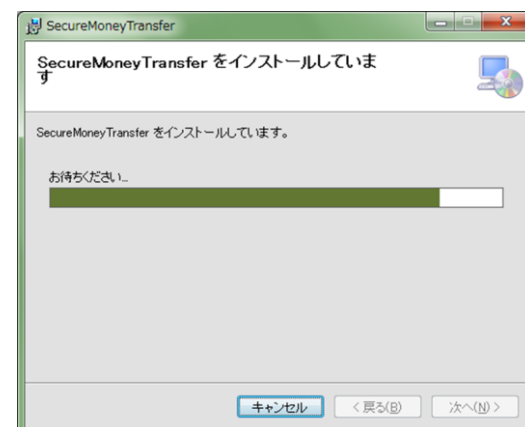 SecureMoneyTransfer
SecureMoneyTransfer をインストールしていま
す
SecureMoneyTransfer をインストールしています。
お待ちください...
キャンセル
< 戻る(B)
次へ(N) >